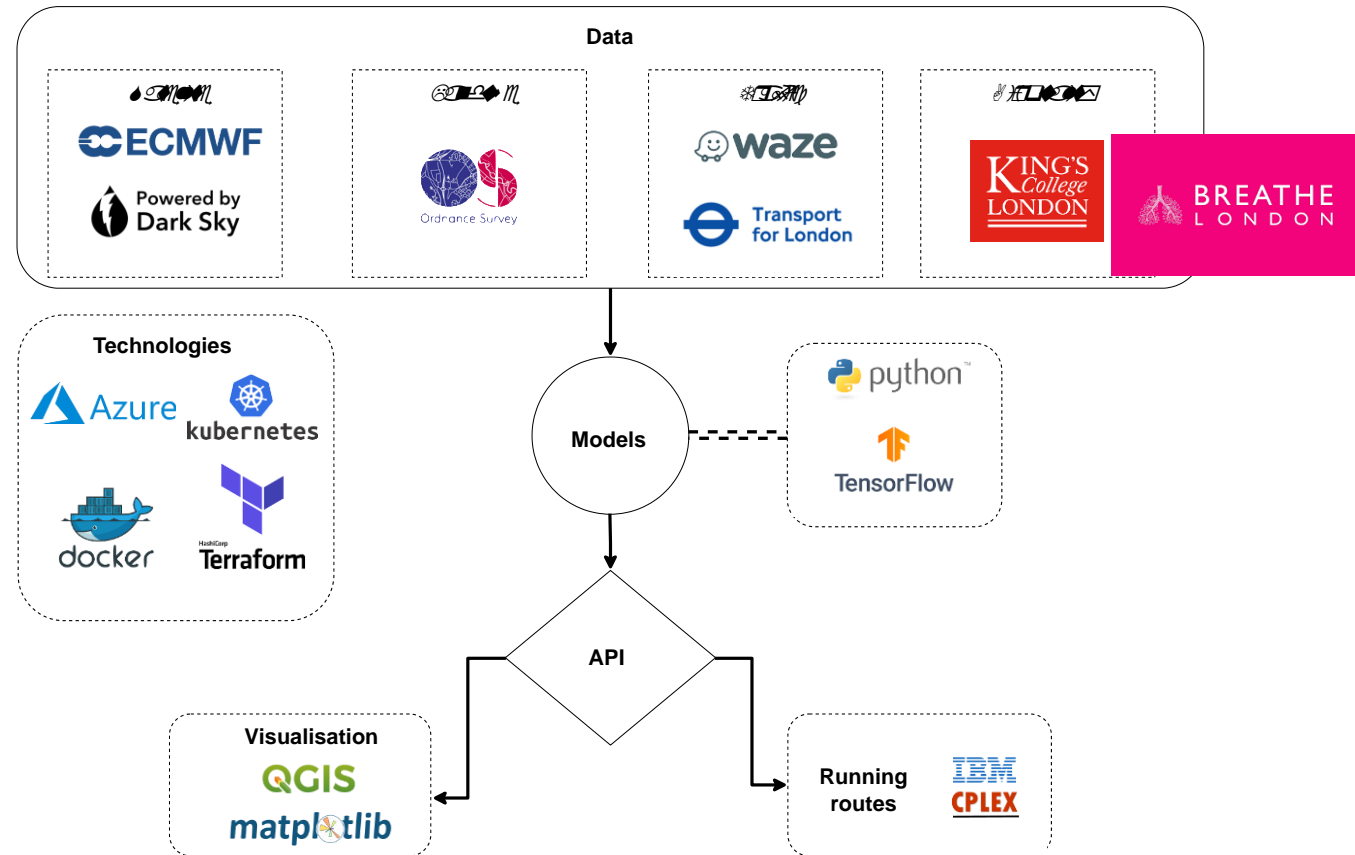 Data
ECMWF
Powered by
Dark Sky
Ordnance Survey
waze
Transport
for London
KING'S
College
LONDON
BREATHE
LONDON
Technologies
Azure
kubernetes
docker
HashiCorp
Terraform
Models
python™
TensorFlow
API
Visualisation
QGIS
matplotlib
Running
routes
IBM
CPLEX